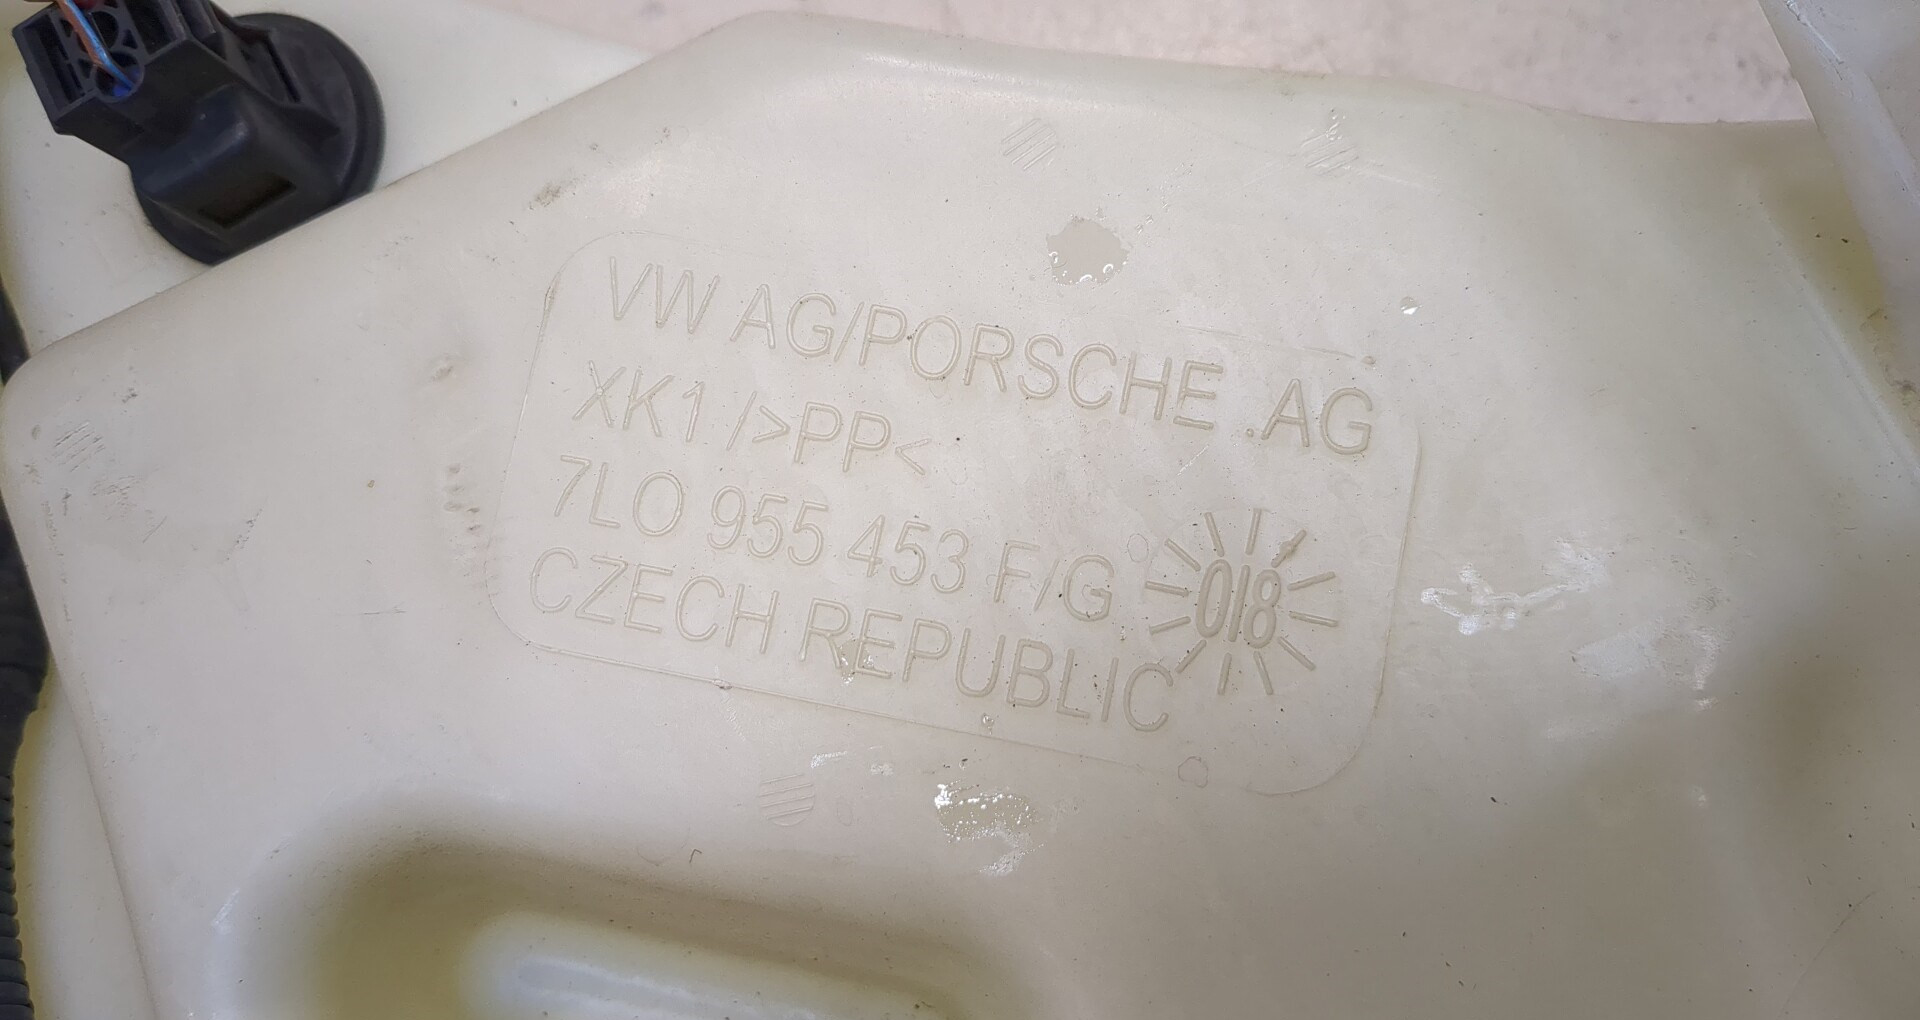 VW AG/PORSCHE .AG
XK1 />PP<
7LO 955 453 F/G
018
CZECH REPUBLIC